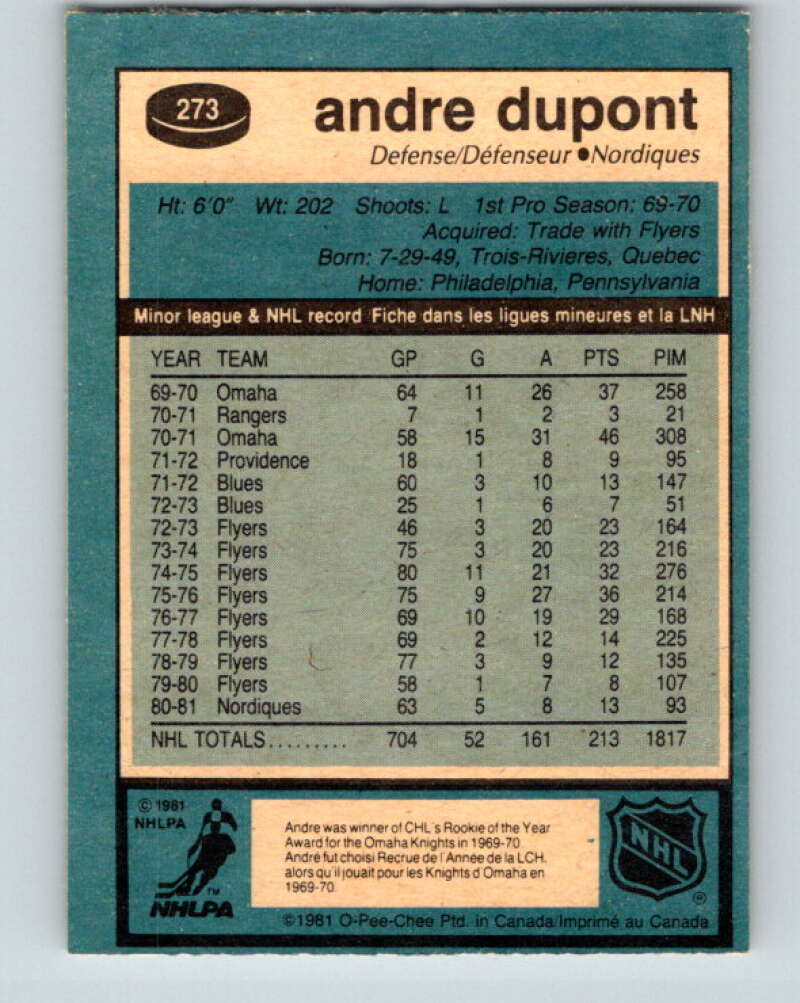 273
andre dupont
Defense/Défenseur ●Nordiques
Ht: 6'0" Wt: 202 Shoots: L 1st Pro Season: 69-70
Acquired: Trade with Flyers
Born: 7-29-49, Trois-Rivieres, Quebec
Home: Philadelphia, Pennsylvania
Minor league & NHL record Fiche dans les ligues mineures et la LNH
YEAR TEAM GP G A PTS PIM
69-70 Omaha 64 11 26 37 258
70-71 Rangers 7 1 2 3 21
70-71 Omaha 58 15 31 46 308
71-72 Providence 18 1 8 9 95
71-72 Blues 60 3 10 13 147
72-73 Blues 25 1 6 7 51
72-73 Flyers 46 3 20 23 164
73-74 Flyers 75 3 20 23 216
74-75 Flyers 80 11 21 32 276
75-76 Flyers 75 9 27 36 214
76-77 Flyers 69 10 19 29 168
77-78 Flyers 69 2 12 14 225
78-79 Flyers 77 3 9 12 135
79-80 Flyers 58 1 7 8 107
80-81 Nordiques 63 5 8 13 93
NHL TOTALS......... 704 52 161 213 1817
© 1981
NHLPA
TM
NHLPA
Andre was winner of CHL's Rookie of the Year
Award for the Omaha Knights in 1969-70.
André fut choisi Recrue de l'Année de la LCH,
alors qu'il jouait pour les Knights d'Omaha en
1969-70.
NHL
®
©1981 O-Pee-Chee Ptd. in Canada/Imprimé au Canada